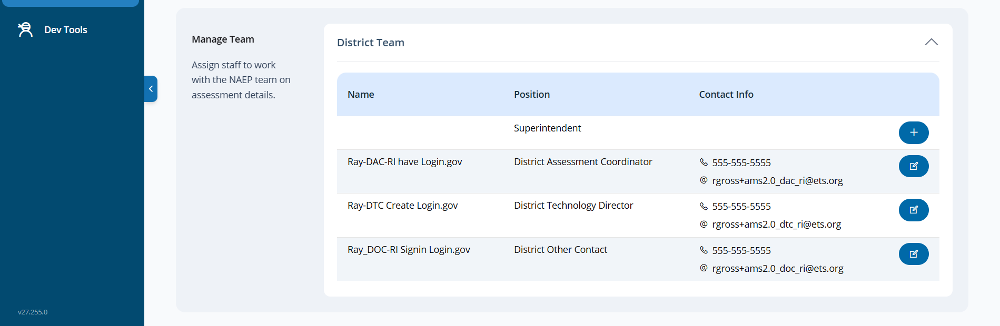 Dev Tools
Manage Team
Assign staff to work
with the NAEP team on
assessment details.
District Team
Name Position Contact Info
Superintendent
Ray-DAC-RI have Login.gov District Assessment Coordinator 555-555-5555
rgross+ams2.0_dac_ri@ets.org
Ray-DTC Create Login.gov District Technology Director 555-555-5555
rgross+ams2.0_dtc_ri@ets.org
Ray_DOC-RI Signin Login.gov District Other Contact 555-555-5555
rgross+ams2.0_doc_ri@ets.org
v27.255.0